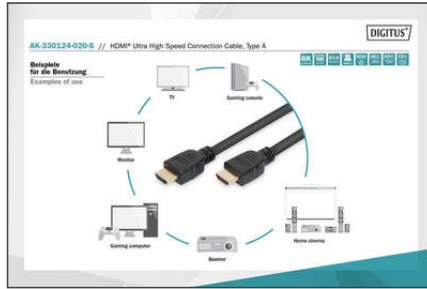 DIGITUS®
AK-330124-020-S // HDMI® Ultra High Speed Connection Cable, Type A
8K
Beispiele
für die Benutzung
Examples of use
TV
Gaming console
Monitor
Gaming computer
Beamer
Home cinema